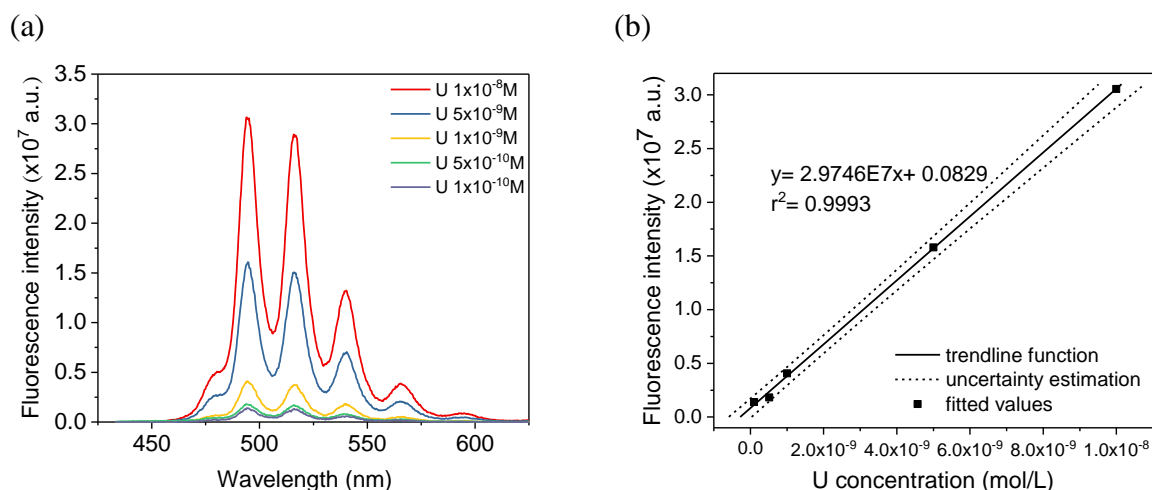 (a)
Fluorescence intensity (x10⁷ a.u.)
3.5
3.0
2.5
2.0
1.5
1.0
0.5
0.0
U 1x10⁻⁸M
U 5x10⁻⁹M
U 1x10⁻⁹M
U 5x10⁻¹⁰M
U 1x10⁻¹⁰M
450 500 550 600
Wavelength (nm)
(b)
Fluorescence intensity (x10⁷ a.u.)
3.0
2.5
2.0
1.5
1.0
0.5
0.0
y= 2.9746E7x+ 0.0829
r²= 0.9993
trendline function
uncertainty estimation
fitted values
0.0 2.0x10⁻⁹ 4.0x10⁻⁹ 6.0x10⁻⁹ 8.0x10⁻⁹ 1.0x10⁻⁸
U concentration (mol/L)